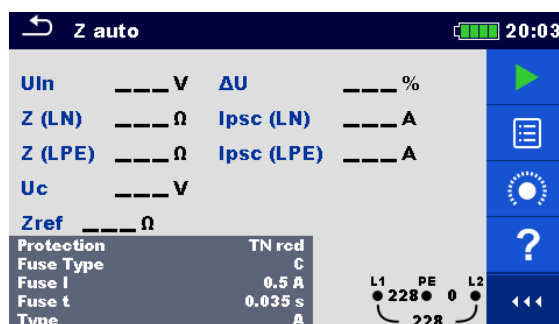 Z auto 20:03
Uln ___V ΔU ___%
Z (LN) ___Ω Ipsc (LN) ___A
Z (LPE) ___Ω Ipsc (LPE) ___A
Uc ___V
Zref ___Ω
Protection TN rcd
Fuse Type C
Fuse I 0.5 A
Fuse t 0.035 s
Type A
L1 PE L2
228 0
228
?